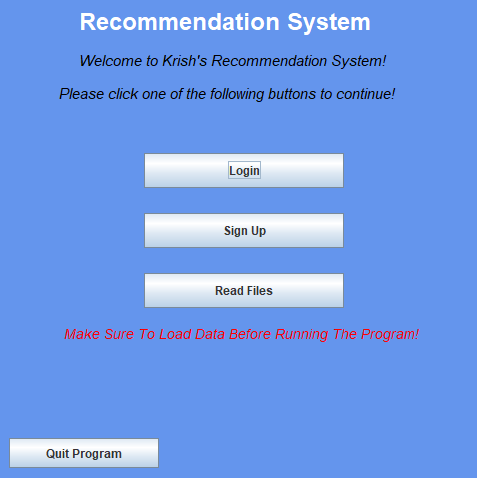 Recommendation System
Welcome to Krish's Recommendation System!
Please click one of the following buttons to continue!
Login
Sign Up
Read Files
Make Sure To Load Data Before Running The Program!
Quit Program